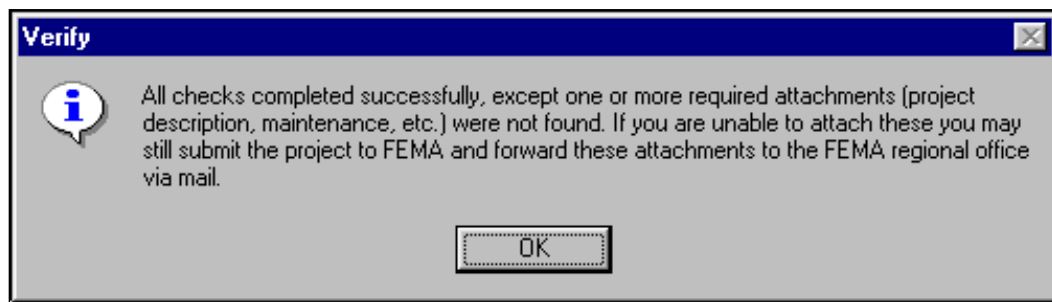 Verify
All checks completed successfully, except one or more required attachments (project
description, maintenance, etc.) were not found. If you are unable to attach these you may
still submit the project to FEMA and forward these attachments to the FEMA regional office
via mail.
OK